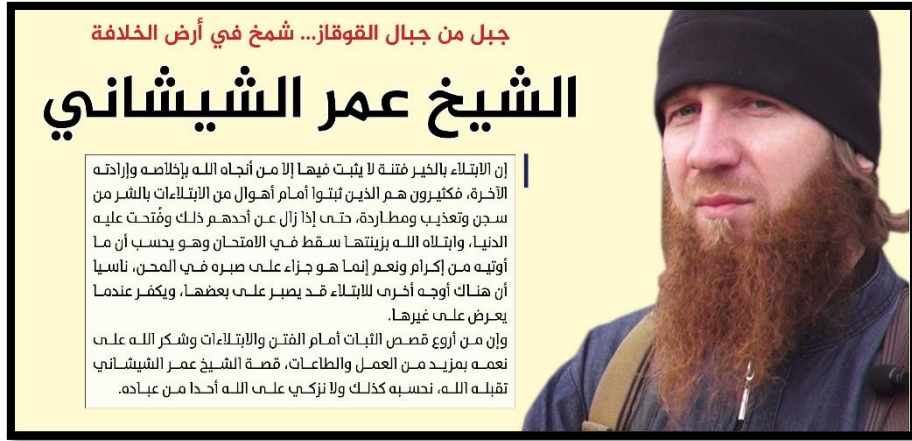 جبل من جبال القوقاز... شمخ في أرض الخلافة
الشيخ عمر الشيشاني
إن الابتلاء بالخير فتنة لا يثبت فيها إلا من أنجاه الله بإخلاصه وإرادته
الآخرة، فكثيرون هم الذين ثبتوا أمام أهوال من الابتلاءات بالشر من
سجن وتعذيب ومطاردة، حتى إذا زال عن أحدهم ذلك وفُتحت عليه
الدنيا، وابتلاه الله بزينتها سقط في الامتحان وهو يحسب أن ما
أوتيه من إكرام ونعم إنما هو جزاء على صبره في المحن، ناسيا
أن هناك أوجه أخرى للابتلاء قد يصبر على بعضها، ويكفر عندما
يعرض على غيرها.
وإن من أروع قصص الثبات أمام الفتن والابتلاءات وشكر الله على
نعمه بمزيد من العمل والطاعات، قصة الشيخ عمر الشيشاني
تقبله الله، نحسبه كذلك ولا نزكي على الله أحدا من عباده.